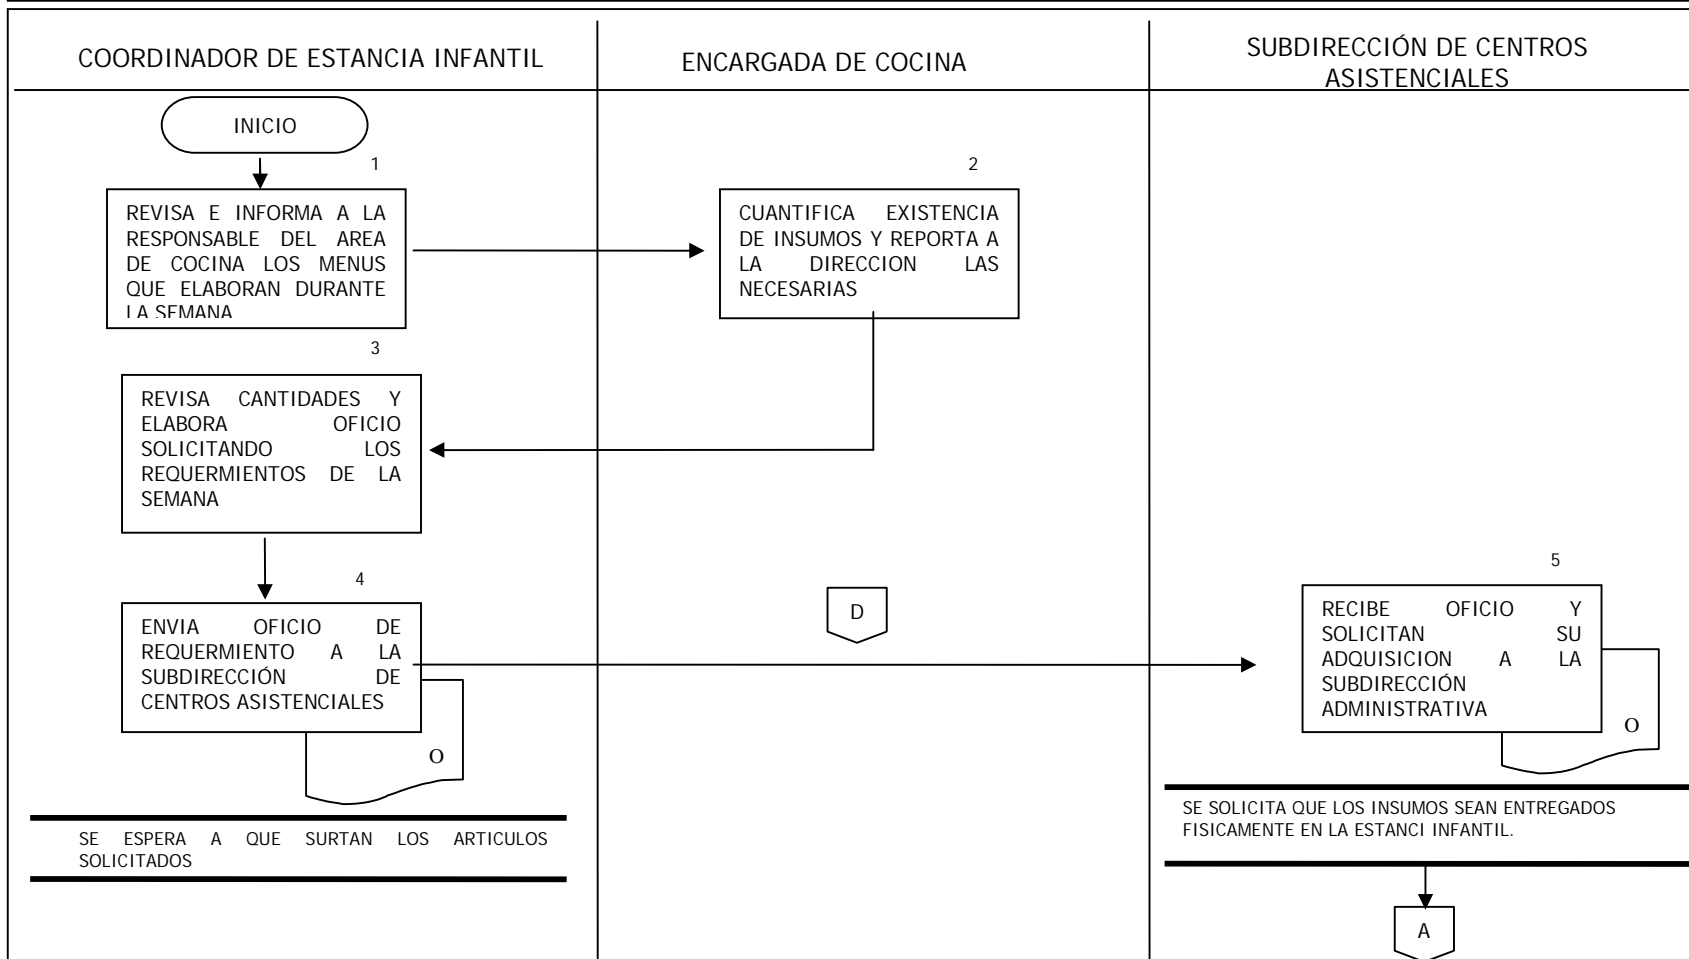 COORDINADOR DE ESTANCIA INFANTIL
ENCARGADA DE COCINA
SUBDIRECCIÓN DE CENTROS
ASISTENCIALES
INICIO
1
REVISA E INFORMA A LA
RESPONSABLE DEL AREA
DE COCINA LOS MENUS
QUE ELABORAN DURANTE
LA SEMANA
2
CUANTIFICA EXISTENCIA
DE INSUMOS Y REPORTA A
LA DIRECCION LAS
NECESARIAS
3
REVISA CANTIDADES Y
ELABORA OFICIO
SOLICITANDO LOS
REQUERMIENTOS DE LA
SEMANA
4
ENVIA OFICIO DE
REQUERMIENTO A LA
SUBDIRECCIÓN DE
CENTROS ASISTENCIALES
O
D
5
RECIBE OFICIO Y
SOLICITAN SU
ADQUISICION A LA
SUBDIRECCIÓN
ADMINISTRATIVA
O
SE ESPERA A QUE SURTAN LOS ARTICULOS
SOLICITADOS
SE SOLICITA QUE LOS INSUMOS SEAN ENTREGADOS
FISICAMENTE EN LA ESTANCI INFANTIL.
A